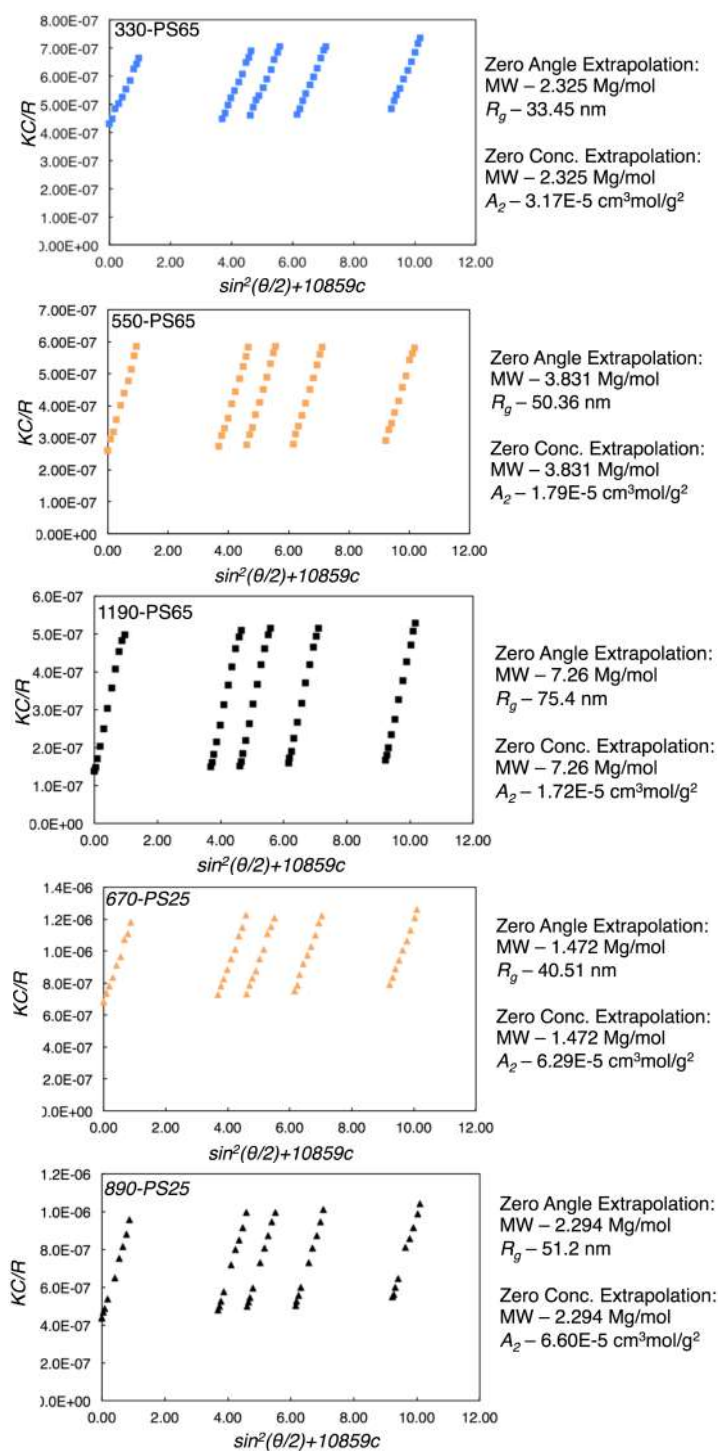 330-PS65
8.00E-07
7.00E-07
6.00E-07
5.00E-07
4.00E-07
3.00E-07
2.00E-07
1.00E-07
0.00E+00
KC/R
0.00 2.00 4.00 6.00 8.00 10.00 12.00
sin²(θ/2)+10859c
Zero Angle Extrapolation:
MW – 2.325 Mg/mol
Rg – 33.45 nm
Zero Conc. Extrapolation:
MW – 2.325 Mg/mol
A2 – 3.17E-5 cm³mol/g²
550-PS65
7.00E-07
6.00E-07
5.00E-07
4.00E-07
3.00E-07
2.00E-07
1.00E-07
0.00E+00
KC/R
0.00 2.00 4.00 6.00 8.00 10.00 12.00
sin²(θ/2)+10859c
Zero Angle Extrapolation:
MW – 3.831 Mg/mol
Rg – 50.36 nm
Zero Conc. Extrapolation:
MW – 3.831 Mg/mol
A2 – 1.79E-5 cm³mol/g²
1190-PS65
6.0E-07
5.0E-07
4.0E-07
3.0E-07
2.0E-07
1.0E-07
0.0E+00
KC/R
0.00 2.00 4.00 6.00 8.00 10.00 12.00
sin²(θ/2)+10859c
Zero Angle Extrapolation:
MW – 7.26 Mg/mol
Rg – 75.4 nm
Zero Conc. Extrapolation:
MW – 7.26 Mg/mol
A2 – 1.72E-5 cm³mol/g²
670-PS25
1.4E-06
1.2E-06
1.0E-06
8.0E-07
6.0E-07
4.0E-07
2.0E-07
0.0E+00
KC/R
0.00 2.00 4.00 6.00 8.00 10.00 12.00
sin²(θ/2)+10859c
Zero Angle Extrapolation:
MW – 1.472 Mg/mol
Rg – 40.51 nm
Zero Conc. Extrapolation:
MW – 1.472 Mg/mol
A2 – 6.29E-5 cm³mol/g²
890-PS25
1.2E-06
1.0E-06
8.0E-07
6.0E-07
4.0E-07
2.0E-07
0.0E+00
KC/R
0.00 2.00 4.00 6.00 8.00 10.00 12.00
sin²(θ/2)+10859c
Zero Angle Extrapolation:
MW – 2.294 Mg/mol
Rg – 51.2 nm
Zero Conc. Extrapolation:
MW – 2.294 Mg/mol
A2 – 6.60E-5 cm³mol/g²